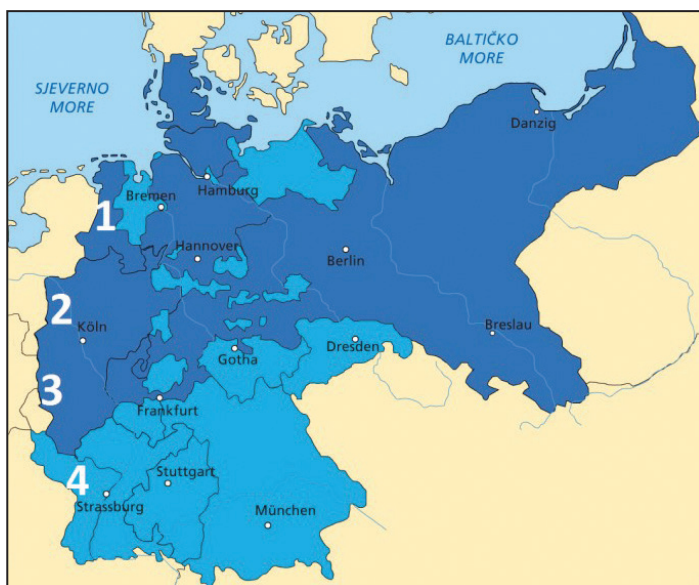 BALTIČKO
MORE
SJEVERNO
MORE
Danzig
Hamburg
Bremen
1
Hannover
Berlin
2
Köln
Breslau
Dresden
Gotha
3
Frankfurt
4
Stuttgart
Strassburg
München